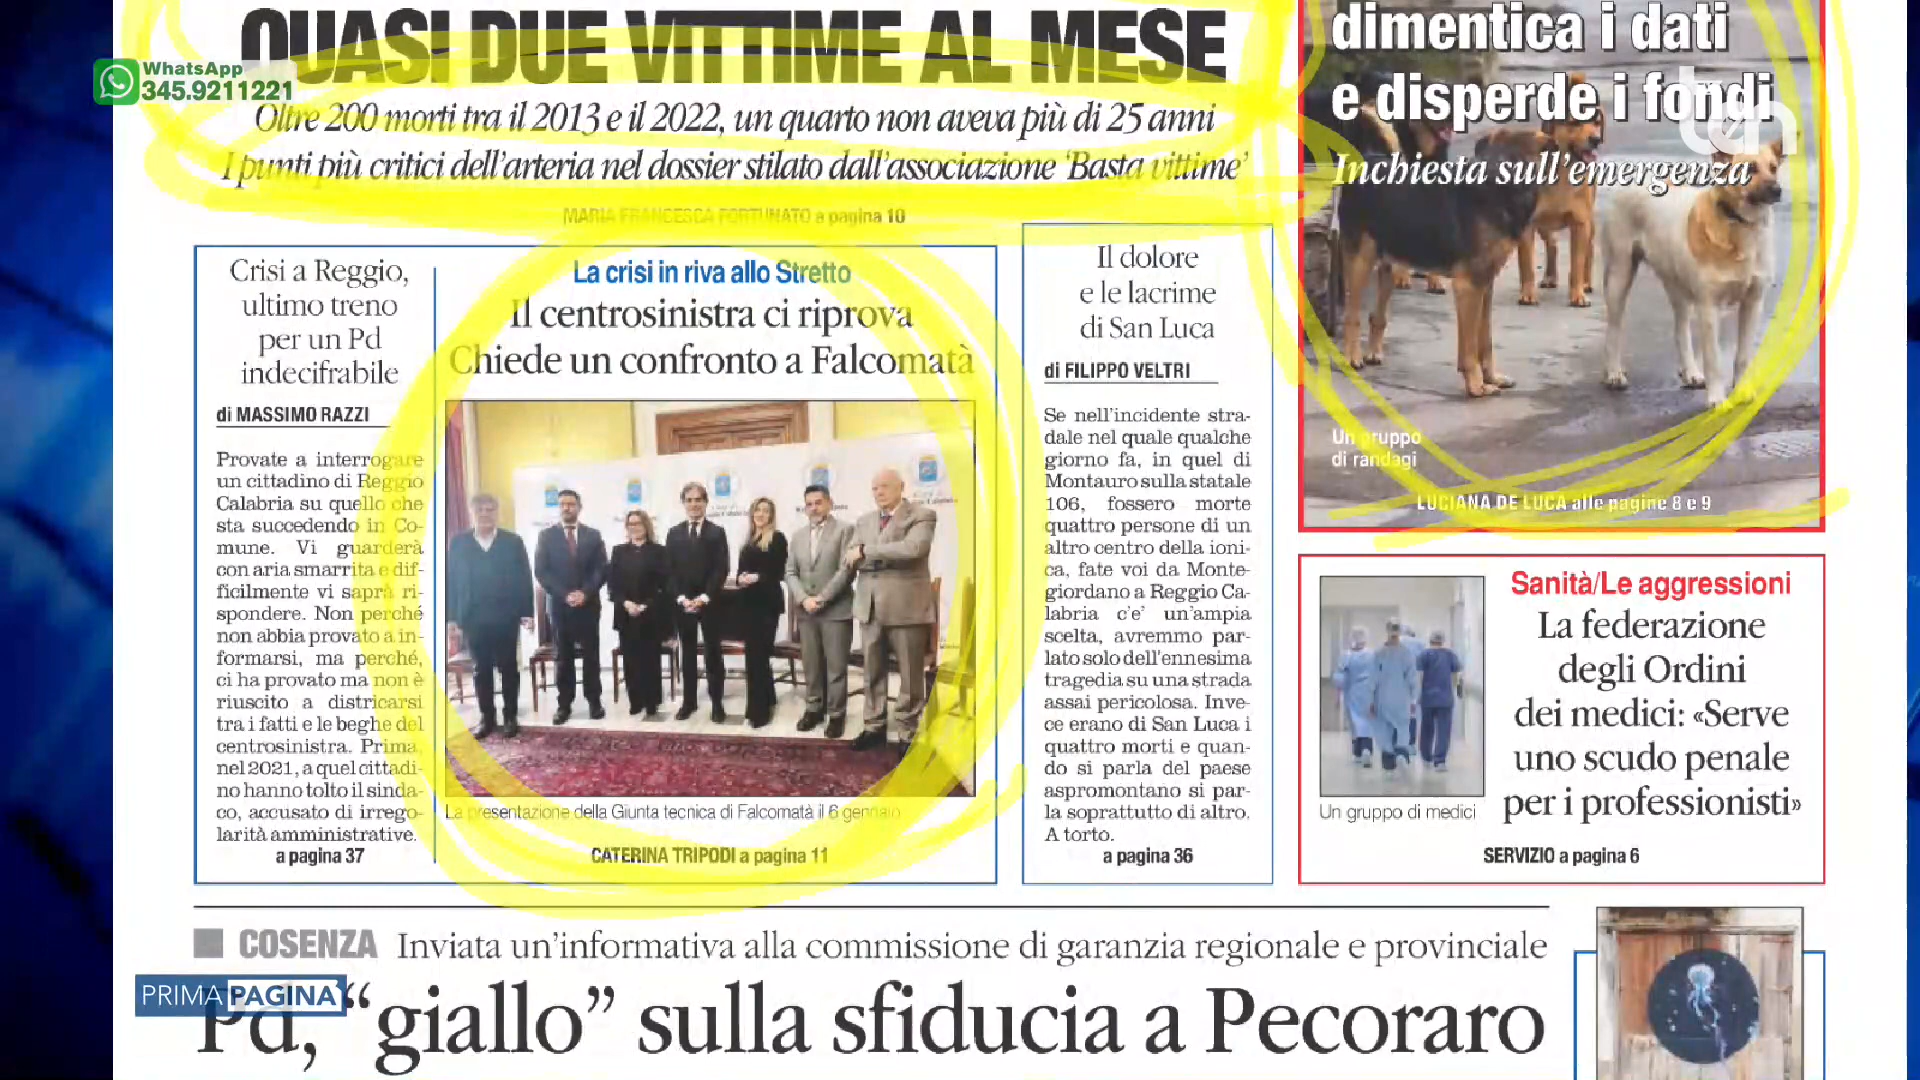 QUASI DUE VITTIME AL MESE
WhatsApp
345.9211221
Oltre 200 morti tra il 2013 e il 2022, un quarto non aveva più di 25 anni
I punti più critici dell'arteria nel dossier stilato dall'associazione 'Basta vittime'
MARIA FRANCESCA FORTUNATO a pagina 10
dimentica i dati
e disperde i fondi
ten
Inchiesta sull'emergenza
Un gruppo
di randagi
LUCIANA DE LUCA alle pagine 8 e 9
Crisi a Reggio,
ultimo treno
per un Pd
indecifrabile
di MASSIMO RAZZI
Provate a interrogare
un cittadino di Reggio
Calabria su quello che
sta succedendo in Co-
mune. Vi guarderà
con aria smarrita e dif-
ficilmente vi saprà ri-
spondere. Non perché
non abbia provato a in-
formarsi, ma perché,
ci ha provato ma non è
riuscito a districarsi
tra i fatti e le beghe del
centrosinistra. Prima,
nel 2021, a quel cittadi-
no hanno tolto il sinda-
co, accusato di irrego-
larità amministrative.
a pagina 37
La crisi in riva allo Stretto
Il centrosinistra ci riprova
Chiede un confronto a Falcomatà
La presentazione della Giunta tecnica di Falcomatà il 6 gennaio
CATERINA TRIPODI a pagina 11
Il dolore
e le lacrime
di San Luca
di FILIPPO VELTRI
Se nell'incidente stra-
dale nel quale qualche
giorno fa, in quel di
Montauro sulla statale
106, fossero morte
quattro persone di un
altro centro della ioni-
ca, fate voi da Monte-
giordano a Reggio Ca-
labria c'e' un'ampia
scelta, avremmo par-
lato solo dell'ennesima
tragedia su una strada
assai pericolosa. Inve-
ce erano di San Luca i
quattro morti e quan-
do si parla del paese
aspromontano si par-
la soprattutto di altro.
A torto.
a pagina 36
Sanità/Le aggressioni
La federazione
degli Ordini
dei medici: «Serve
uno scudo penale
per i professionisti»
Un gruppo di medici
SERVIZIO a pagina 6
COSENZA Inviata un'informativa alla commissione di garanzia regionale e provinciale
PRIMA PAGINA
Pd, “giallo” sulla sfiducia a Pecoraro